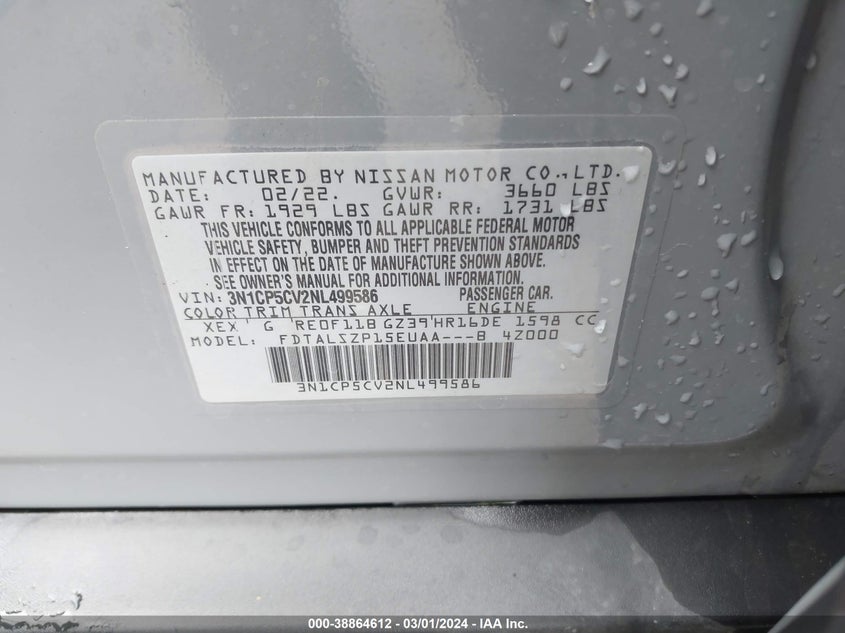 MANUFACTURED BY NISSAN MOTOR CO.,LTD.
DATE: 02/22. GVWR: 3660 LBS
GAWR FR: 1929 LBS GAWR RR: 1731 LBS
THIS VEHICLE CONFORMS TO ALL APPLICABLE FEDERAL MOTOR
VEHICLE SAFETY, BUMPER AND THEFT PREVENTION STANDARDS
IN EFFECT ON THE DATE OF MANUFACTURE SHOWN ABOVE.
SEE OWNERS MANUAL FOR ADDITIONAL INFORMATION.
VIN: 3N1CP5CV2NL499586 PASSENGER CAR.
COLOR TRIM TRANS AXLE ENGINE
XEX G RE0F11B GZ39 HR16DE 1598 CC
MODEL: FDTALSZP15EUAA---B 4Z000
3N1CP5CV2NL499586
000-38864612 - 03/01/2024 - IAA Inc.